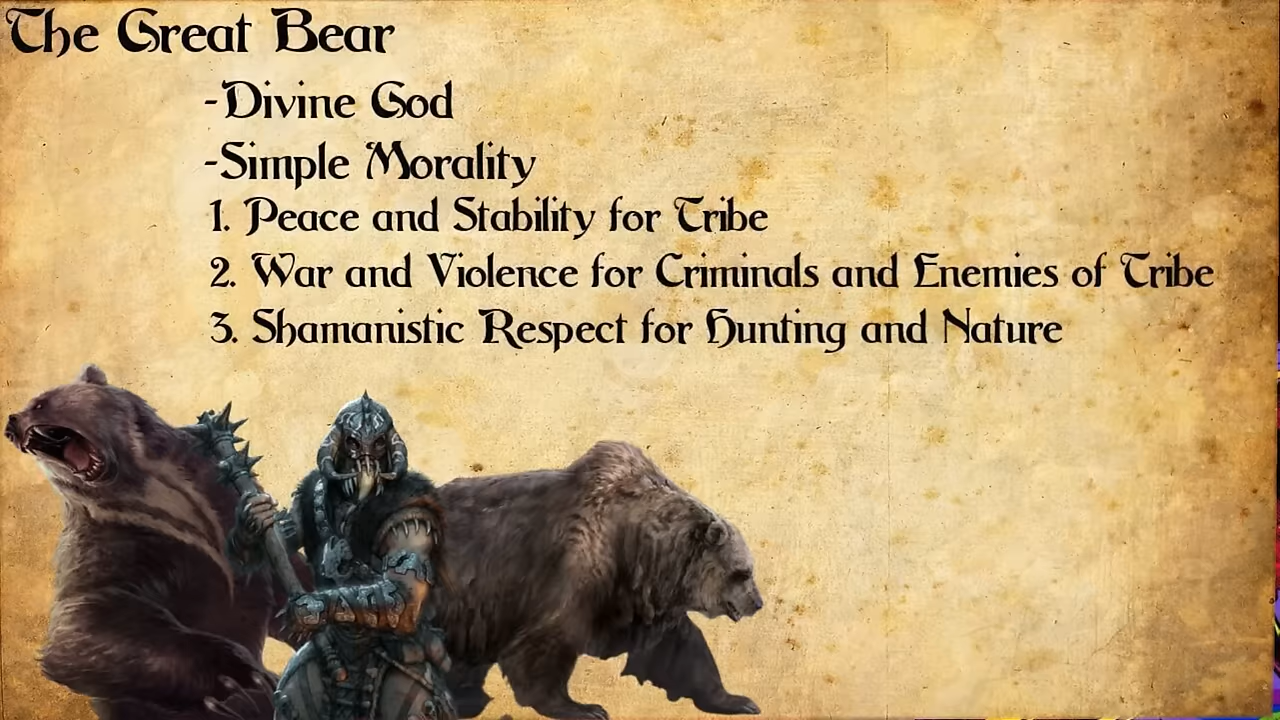 The Great Bear
-Divine God
-Simple Morality
1. Peace and Stability for Tribe
2. War and Violence for Criminals and Enemies of Tribe
3. Shamanistic Respect for Hunting and Nature